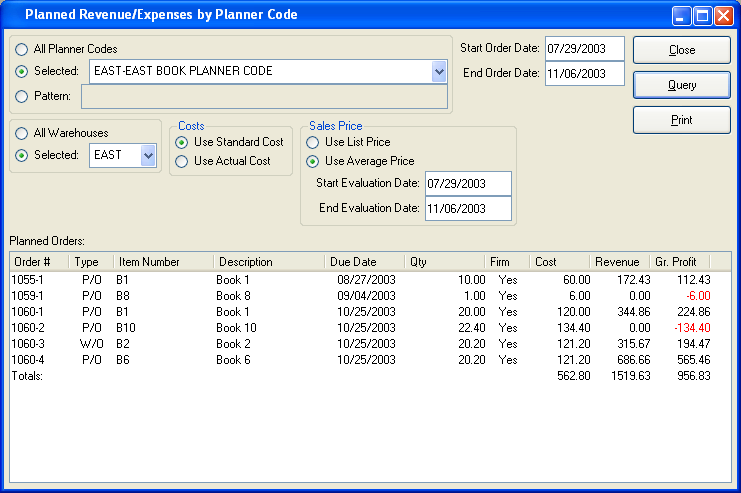 Planned Revenue/Expenses by Planner Code
All Planner Codes
Selected: EAST-EAST BOOK PLANNER CODE
Pattern:
Start Order Date: 07/29/2003
End Order Date: 11/06/2003
Close
Query
Print
All Warehouses
Selected: EAST
Costs
Use Standard Cost
Use Actual Cost
Sales Price
Use List Price
Use Average Price
Start Evaluation Date: 07/29/2003
End Evaluation Date: 11/06/2003
Planned Orders:
Order # Type Item Number Description Due Date Qty Firm Cost Revenue Gr. Profit
1055-1 P/O B1 Book 1 08/27/2003 10.00 Yes 60.00 172.43 112.43
1059-1 P/O B8 Book 8 09/04/2003 1.00 Yes 6.00 0.00 -6.00
1060-1 P/O B1 Book 1 10/25/2003 20.00 Yes 120.00 344.86 224.86
1060-2 P/O B10 Book 10 10/25/2003 22.40 Yes 134.40 0.00 -134.40
1060-3 W/O B2 Book 2 10/25/2003 20.20 Yes 121.20 315.67 194.47
1060-4 P/O B6 Book 6 10/25/2003 20.20 Yes 121.20 686.66 565.46
Totals: 562.80 1519.63 956.83